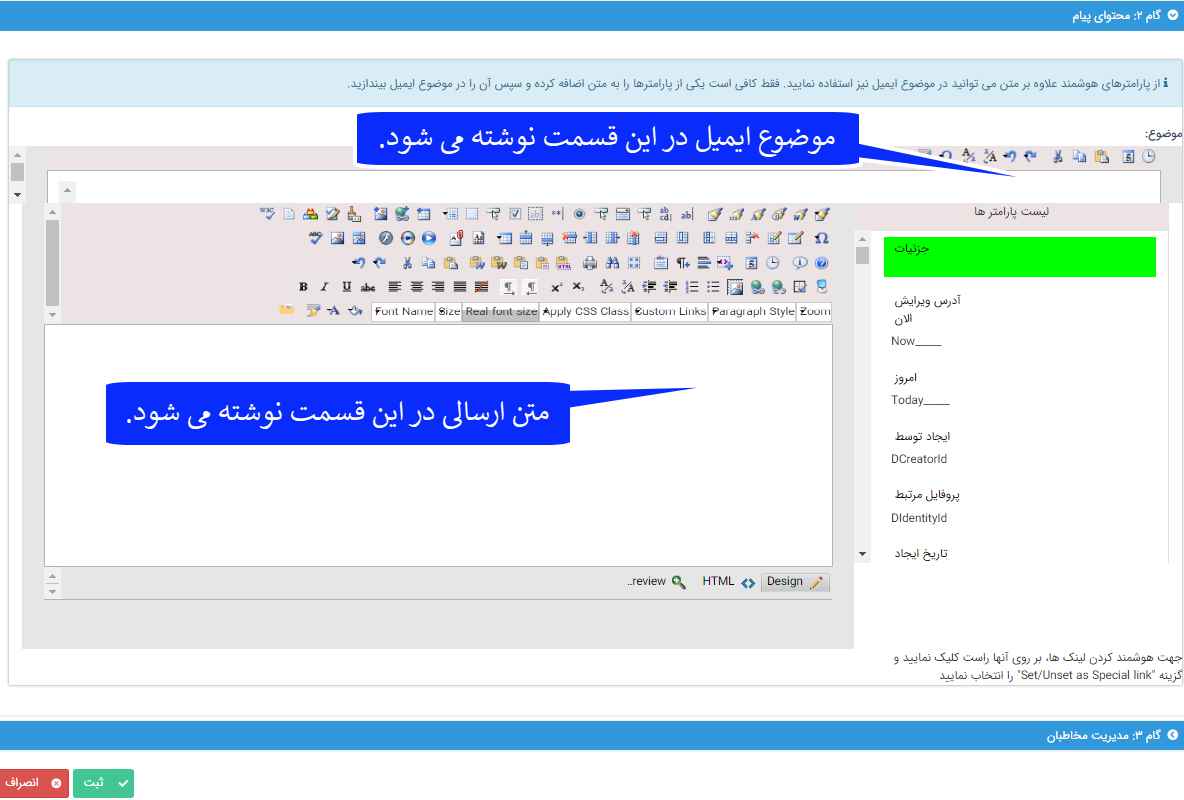 گام ۲: محتوای پیام
از پارامترهای هوشمند علاوه بر متن می توانید در موضوع ایمیل نیز استفاده نمایید. فقط کافی است یکی از پارامترها را به متن اضافه کرده و سپس آن را در موضوع ایمیل بیندازید.
موضوع:
موضوع ایمیل در این قسمت نوشته می شود.
لیست پارامتر ها
جزئیات
آدرس ویرایش
الان
Now_____
امروز
Today_____
ایجاد توسط
DCreatorId
پروفایل مرتبط
DIdentityId
تاریخ ایجاد
Font Name Size Real font size Apply CSS Class Custom Links Paragraph Style Zoom
متن ارسالی در این قسمت نوشته می شود.
Design HTML review..
جهت هوشمند کردن لینک ها، بر روی آنها راست کلیک نمایید و
گزینه "Set/Unset as Special link" را انتخاب نمایید
گام ۳: مدیریت مخاطبان
ثبت
انصراف